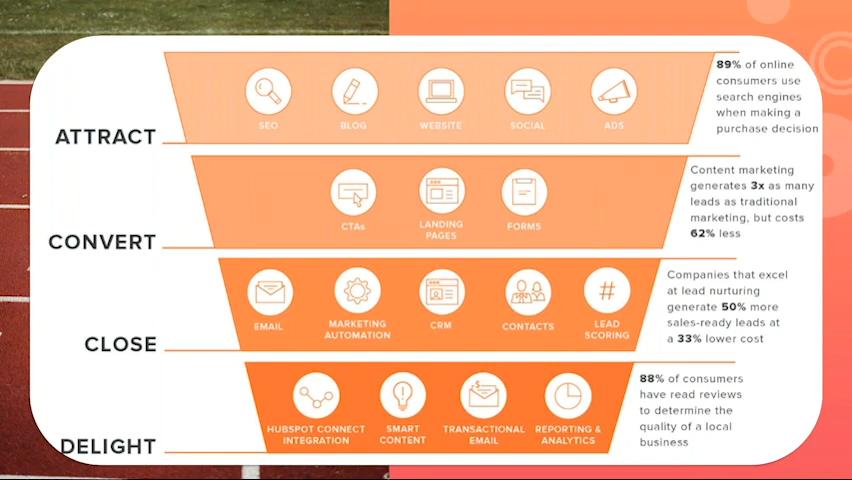 ATTRACT
SEO
BLOG
WEBSITE
SOCIAL
ADS
89% of online
consumers use
search engines
when making a
purchase decision
CONVERT
CTAs
LANDING
PAGES
FORMS
Content marketing
generates 3x as many
leads as traditional
marketing, but costs
62% less
CLOSE
EMAIL
MARKETING
AUTOMATION
CRM
CONTACTS
#
LEAD
SCORING
Companies that excel
at lead nurturing
generate 50% more
sales-ready leads at
a 33% lower cost
DELIGHT
HUBSPOT CONNECT
INTEGRATION
SMART
CONTENT
$
TRANSACTIONAL
EMAIL
REPORTING &
ANALYTICS
88% of consumers
have read reviews
to determine the
quality of a local
business